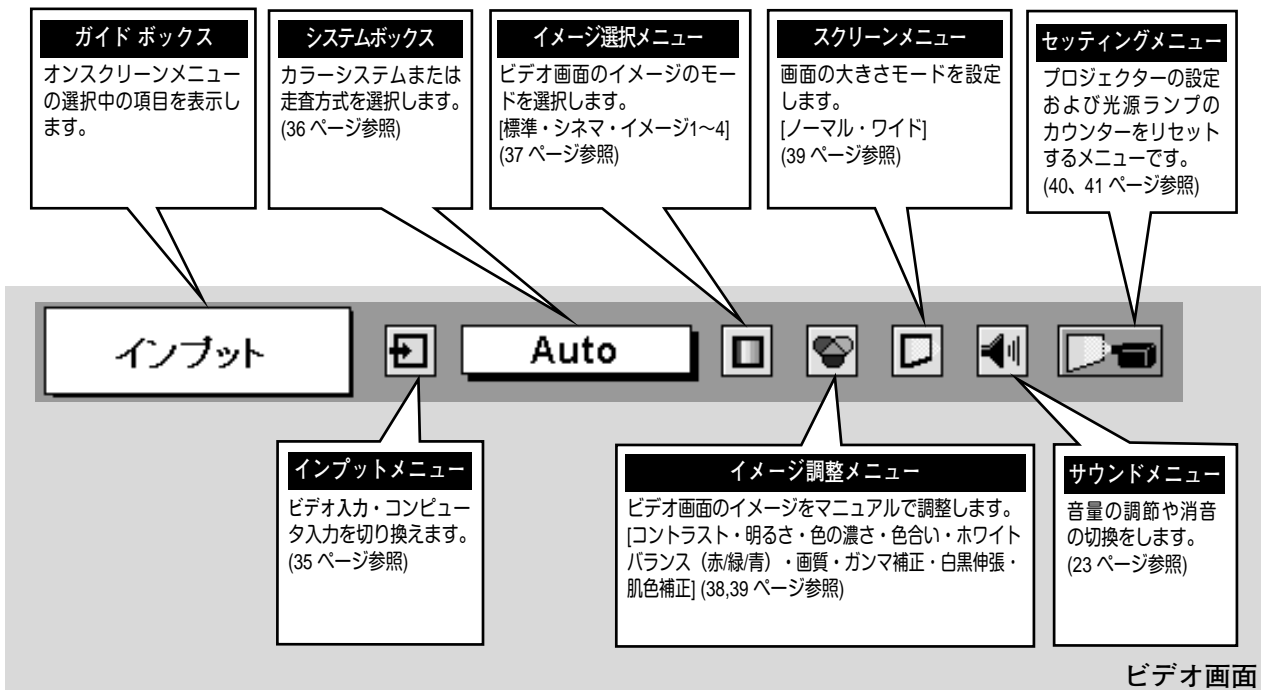 ガイド ボックス
オンスクリーンメニュー
の選択中の項目を表示し
ます。
システムボックス
カラーシステムまたは
走査方式を選択します。
(36 ページ参照)
イメージ選択メニュー
ビデオ画面のイメージのモー
ドを選択します。
[標準・シネマ・イメージ1〜4]
(37 ページ参照)
スクリーンメニュー
画面の大きさモードを設定
します。
[ノーマル・ワイド]
(39 ページ参照)
セッティングメニュー
プロジェクターの設定
および光源ランプの
カウンターをリセット
するメニューです。
(40、41 ページ参照)
インプット
Auto
インプットメニュー
ビデオ入力・コンピュー
タ入力を切り換えます。
(35 ページ参照)
イメージ調整メニュー
ビデオ画面のイメージをマニュアルで調整します。
[コントラスト・明るさ・色の濃さ・色合い・ホワイト
バランス（赤/緑/青）・画質・ガンマ補正・白黒伸張・
肌色補正] (38,39 ページ参照)
サウンドメニュー
音量の調節や消音
の切換をします。
(23 ページ参照)
ビデオ画面